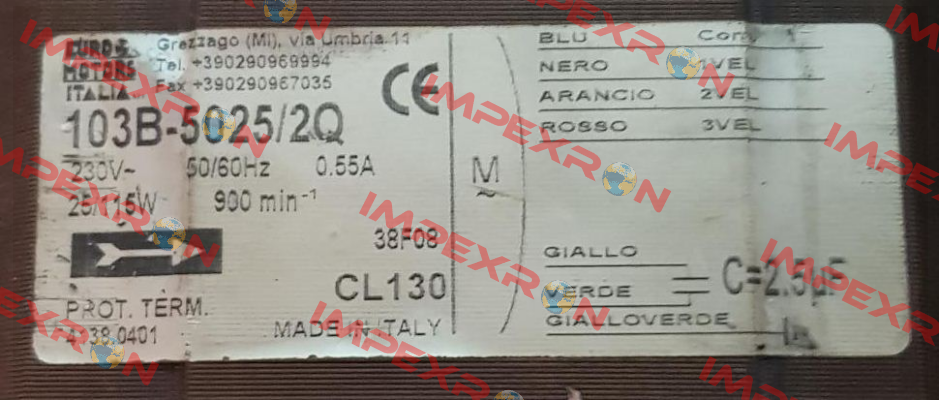 EURO
MOTORS
ITALIA
Grezzago (MI), via Umbria 11
Tel. +390290969994
Fax +390290967035
CE
103B-5025/2Q
230V~ 50/60Hz 0.55A
25/115W 900 min-1
38F08
CL130
PROT. TERM.
MADE IN ITALY
M
~
BLU Com.
NERO 1VEL
ARANCIO 2VEL
ROSSO 3VEL
GIALLO
VERDE
C=2.5µF
GIALLOVERDE
IMPEXRON